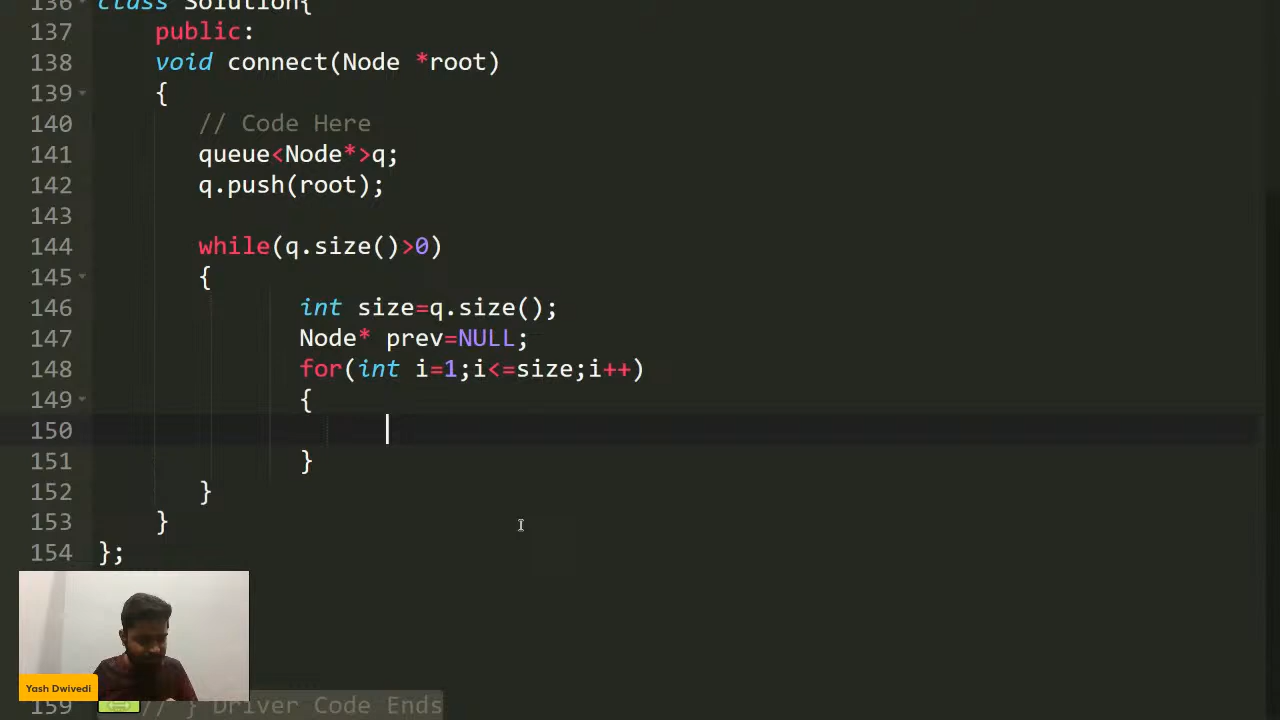 136 class Solution{
137 public:
138 void connect(Node *root)
139 {
140 // Code Here
141 queue<Node*>q;
142 q.push(root);
143
144 while(q.size()>0)
145 {
146 int size=q.size();
147 Node* prev=NULL;
148 for(int i=1;i<=size;i++)
149 {
150
151 }
152 }
153 }
154 };
Yash Dwivedi
159 // } Driver Code Ends